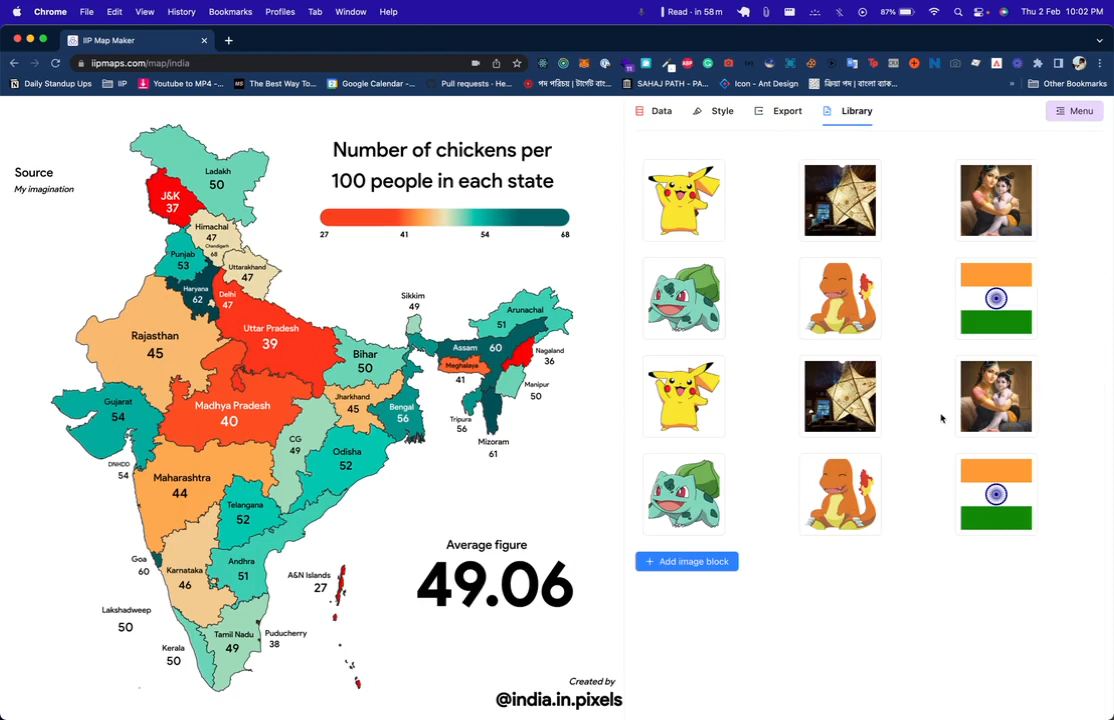 Chrome File Edit View History Bookmarks Profiles Tab Window Help
Read - in 58 m
87%
Thu 2 Feb 10:02 PM
IIP Map Maker
iipmaps.com/map/india
Daily Standup Ups
IIP
Youtube to MP4 -...
The Best Way To...
Google Calendar -...
Pull requests · He...
SAHAJ PATH - PA...
Icon - Ant Design
Other Bookmarks
Data
Style
Export
Library
Menu
Source
My imagination
Number of chickens per
100 people in each state
27 41 54 68
Ladakh
50
J&K
37
Himachal
47
Chandigarh
68
Punjab
53
Uttarakhand
47
Haryana
62
Delhi
47
Rajasthan
45
Uttar Pradesh
39
Bihar
50
Sikkim
49
Arunachal
51
Assam
60
Nagaland
36
Meghalaya
41
Manipur
50
Tripura
56
Mizoram
61
Gujarat
54
Madhya Pradesh
40
Jharkhand
45
Bengal
56
CG
49
Odisha
52
DNHDD
54
Maharashtra
44
Telangana
52
Goa
60
Karnataka
46
Andhra
51
A&N Islands
27
Lakshadweep
50
Kerala
50
Tamil Nadu
49
Puducherry
38
Average figure
49.06
Created by
@india.in.pixels
+ Add image block